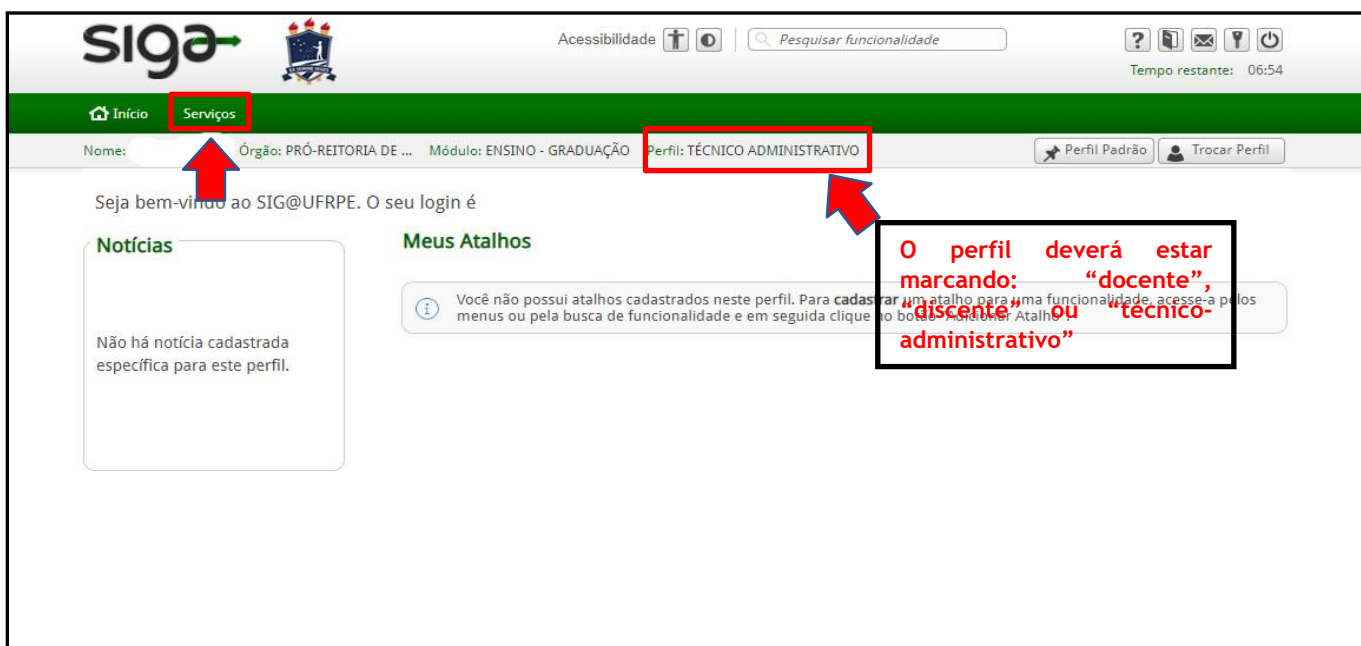 siga
Acessibilidade
Pesquisar funcionalidade
Tempo restante: 06:54
Início Serviços
Nome: Órgão: PRÓ-REITORIA DE ... Módulo: ENSINO - GRADUAÇÃO Perfil: TÉCNICO ADMINISTRATIVO Perfil Padrão Trocar Perfil
Seja bem-vindo ao SIG@UFRPE. O seu login é
Notícias
Não há notícia cadastrada
específica para este perfil.
Meus Atalhos
Você não possui atalhos cadastrados neste perfil. Para cadastrar um atalho para uma funcionalidade, acesse-a pelos
menus ou pela busca de funcionalidade e em seguida clique no botão "Adicionar Atalho".
O perfil deverá estar
marcando: “docente”,
“discente” ou “técnico-
administrativo”